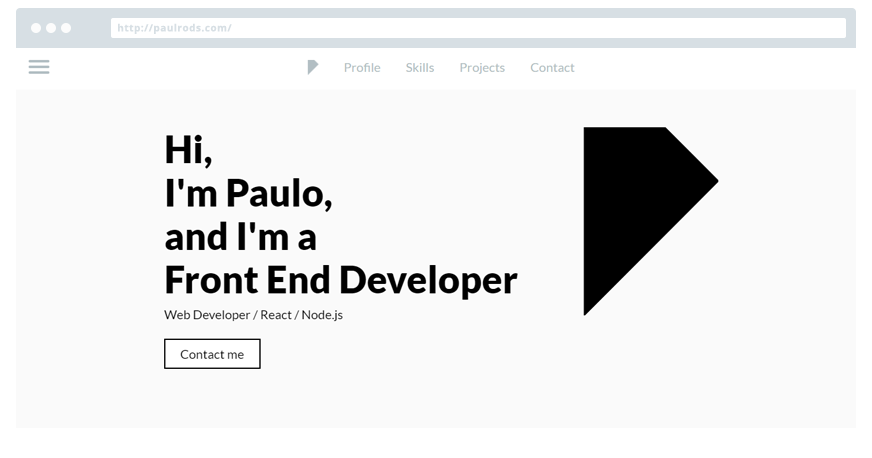 http://paulrods.com/
Profile Skills Projects Contact
Hi,
I'm Paulo,
and I'm a
Front End Developer
Web Developer / React / Node.js
Contact me